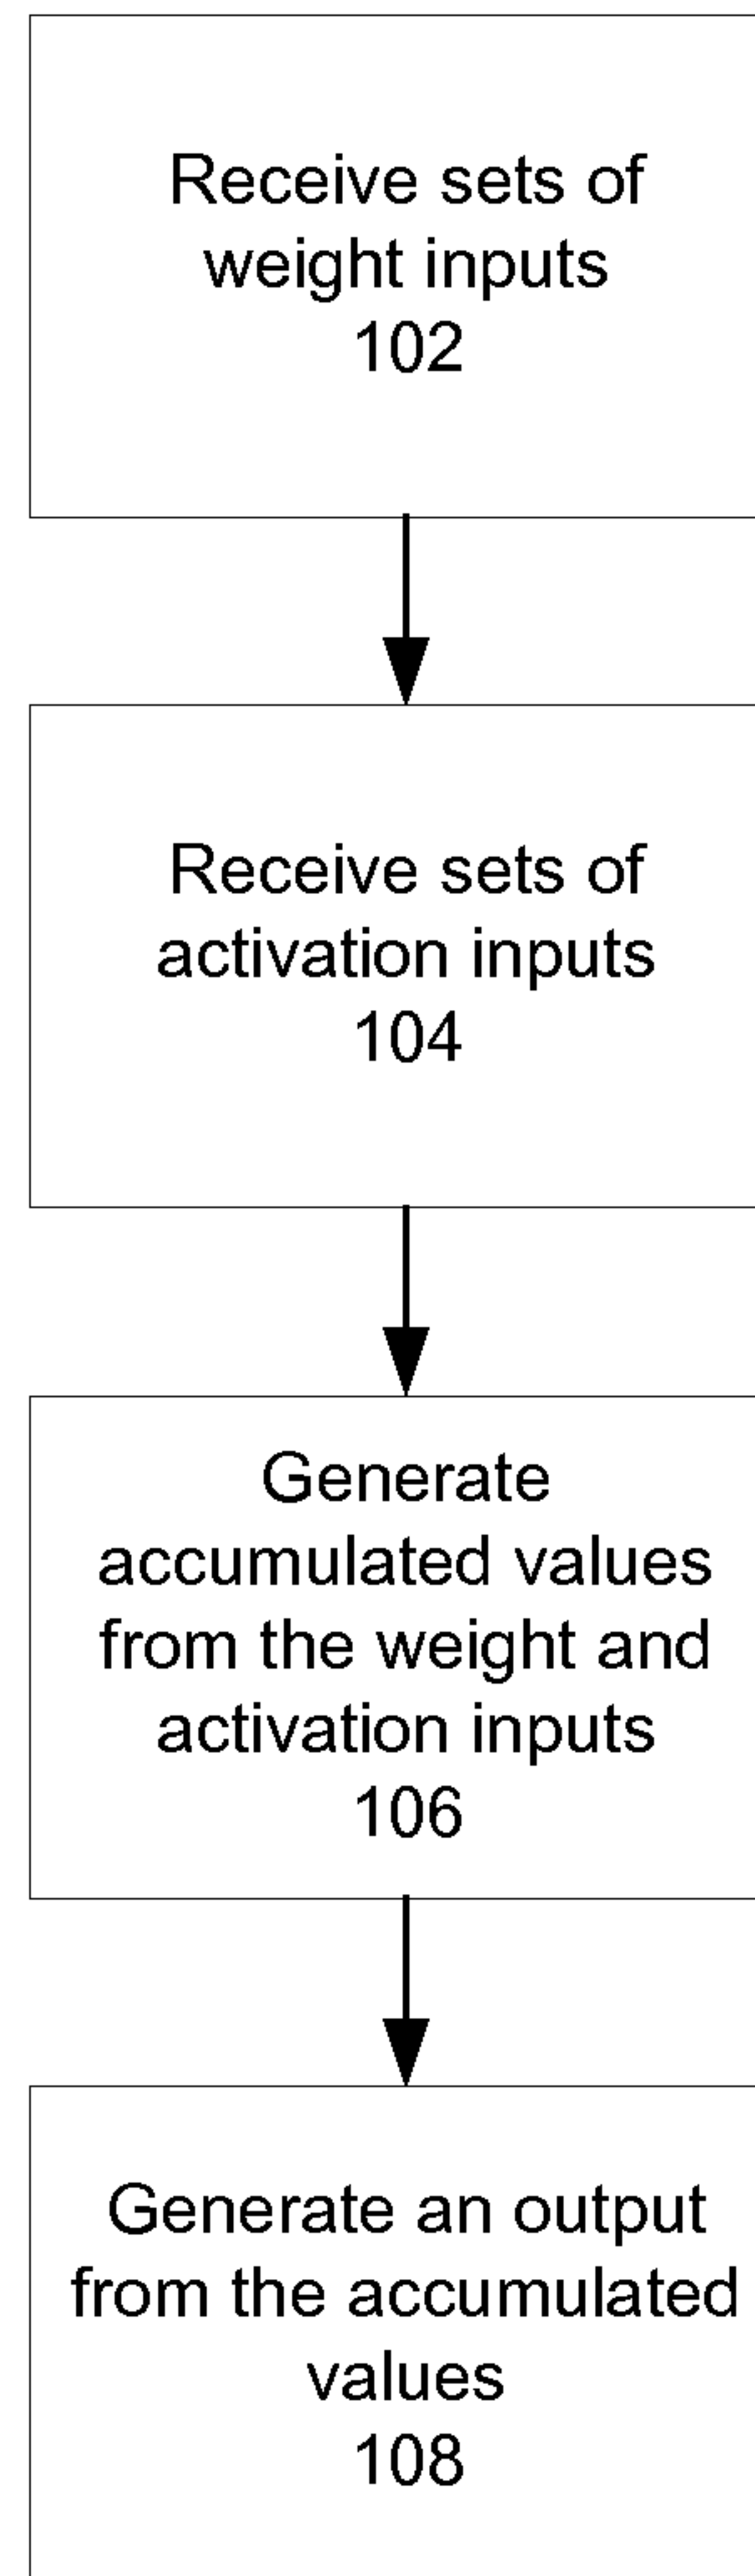 Receive sets of
weight inputs
102
Receive sets of
activation inputs
104
Generate
accumulated values
from the weight and
activation inputs
106
Generate an output
from the accumulated
values
108